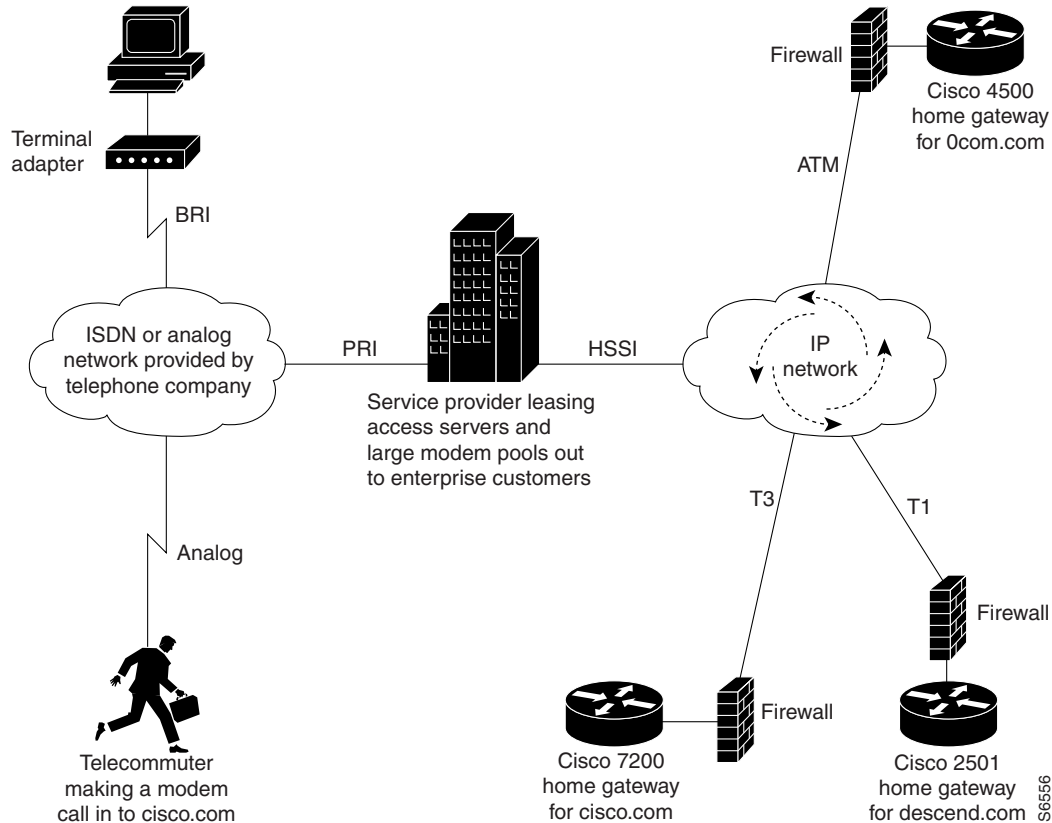 Firewall
Cisco 4500
home gateway
for 0com.com
Terminal
adapter
ATM
BRI
ISDN or analog
network provided by
telephone company
PRI
HSSI
IP
network
Service provider leasing
access servers and
large modem pools out
to enterprise customers
T3
T1
Analog
Firewall
Firewall
Telecommuter
making a modem
call in to cisco.com
Cisco 7200
home gateway
for cisco.com
Cisco 2501
home gateway
for descend.com
S6556